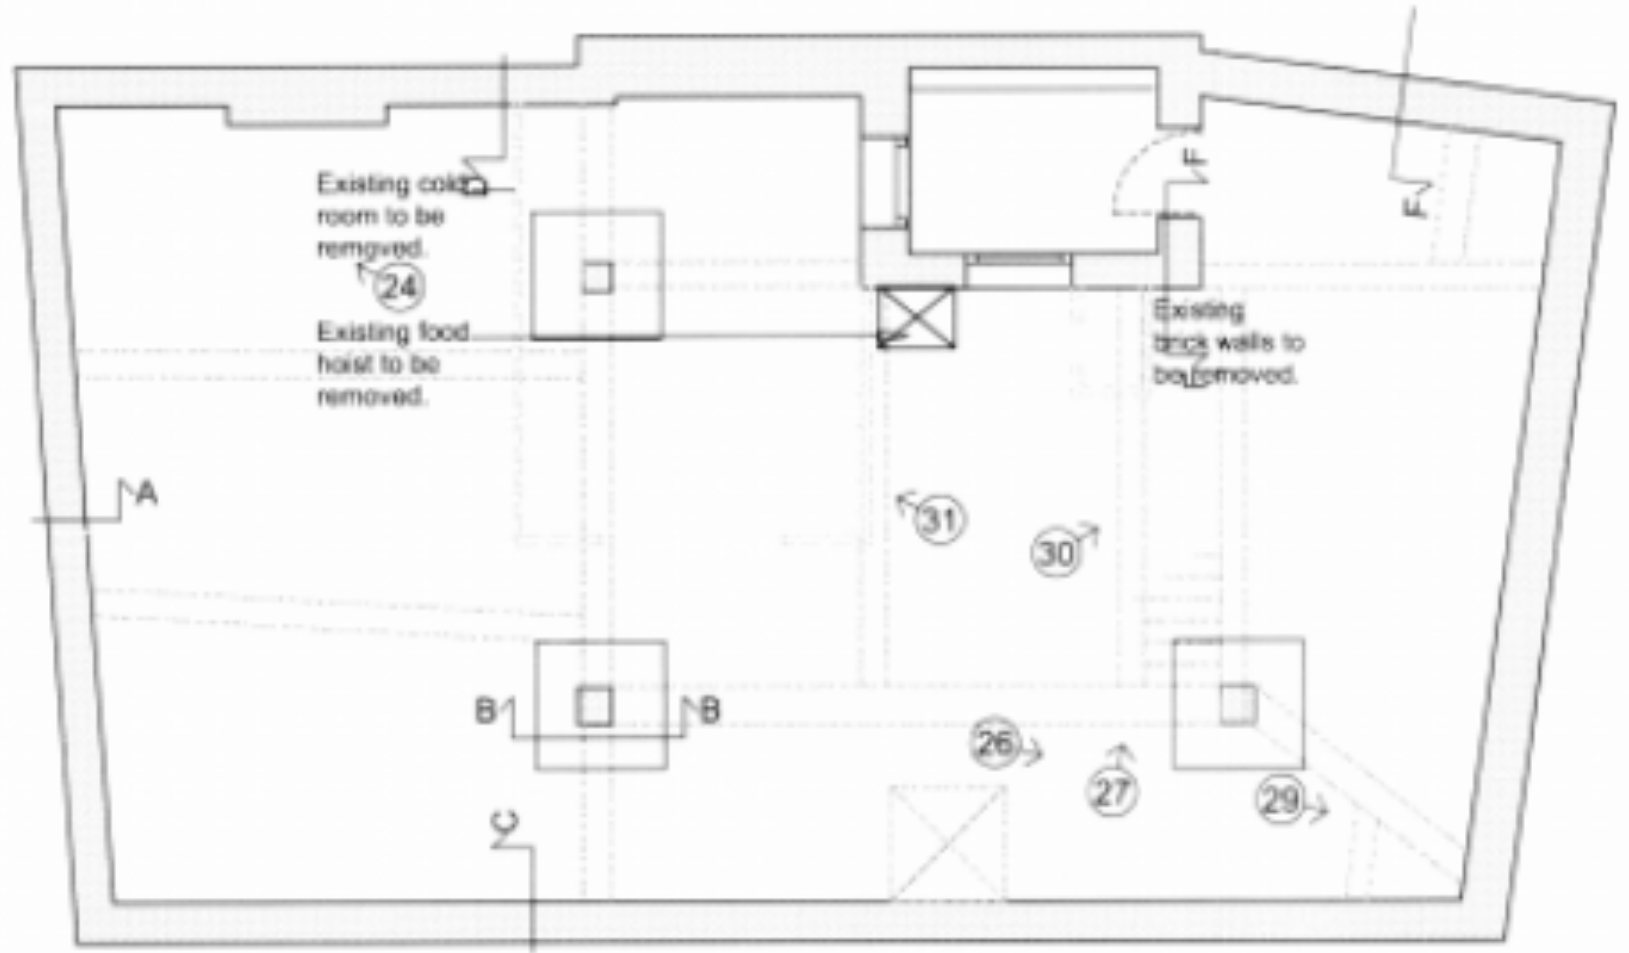 Existing cold
room to be
removed.
24
Existing food
hoist to be
removed.
F
F
Existing
brick walls to
be removed.
A
31
30
B
B
26
27
29
C